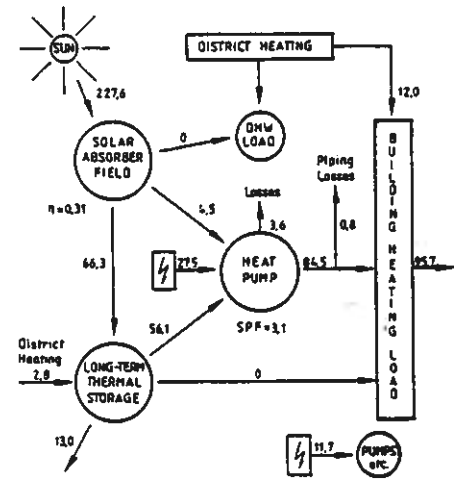 SUN
DISTRICT HEATING
227,6
12,0
DHW
LOAD
0
SOLAR
ABSORBER
FIELD
Piping
Losses
Losses
η=0,31
4,5
3,6
0,8
BUILDING HEATING LOAD
66,3
27,5
HEAT
PUMP
84,5
95,7
56,1
SPF=3,1
District
Heating
2,8
LONG-TERM
THERMAL
STORAGE
0
13,0
11,7
PUMPS
etc.